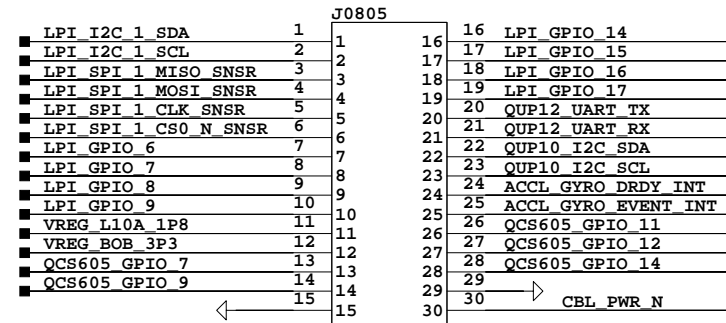 J0805
LPI_I2C_1_SDA 1 1
LPI_I2C_1_SCL 2 2
LPI_SPI_1_MISO_SNSR 3 3
LPI_SPI_1_MOSI_SNSR 4 4
LPI_SPI_1_CLK_SNSR 5 5
LPI_SPI_1_CS0_N_SNSR 6 6
LPI_GPIO_6 7 7
LPI_GPIO_7 8 8
LPI_GPIO_8 9 9
LPI_GPIO_9 10 10
VREG_L10A_1P8 11 11
VREG_BOB_3P3 12 12
QCS605_GPIO_7 13 13
QCS605_GPIO_9 14 14
15 15
16 16 LPI_GPIO_14
17 17 LPI_GPIO_15
18 18 LPI_GPIO_16
19 19 LPI_GPIO_17
20 20 QUP12_UART_TX
21 21 QUP12_UART_RX
22 22 QUP10_I2C_SDA
23 23 QUP10_I2C_SCL
24 24 ACCL_GYRO_DRDY_INT
25 25 ACCL_GYRO_EVENT_INT
26 26 QCS605_GPIO_11
27 27 QCS605_GPIO_12
28 28 QCS605_GPIO_14
29 29
30 30 CBL_PWR_N